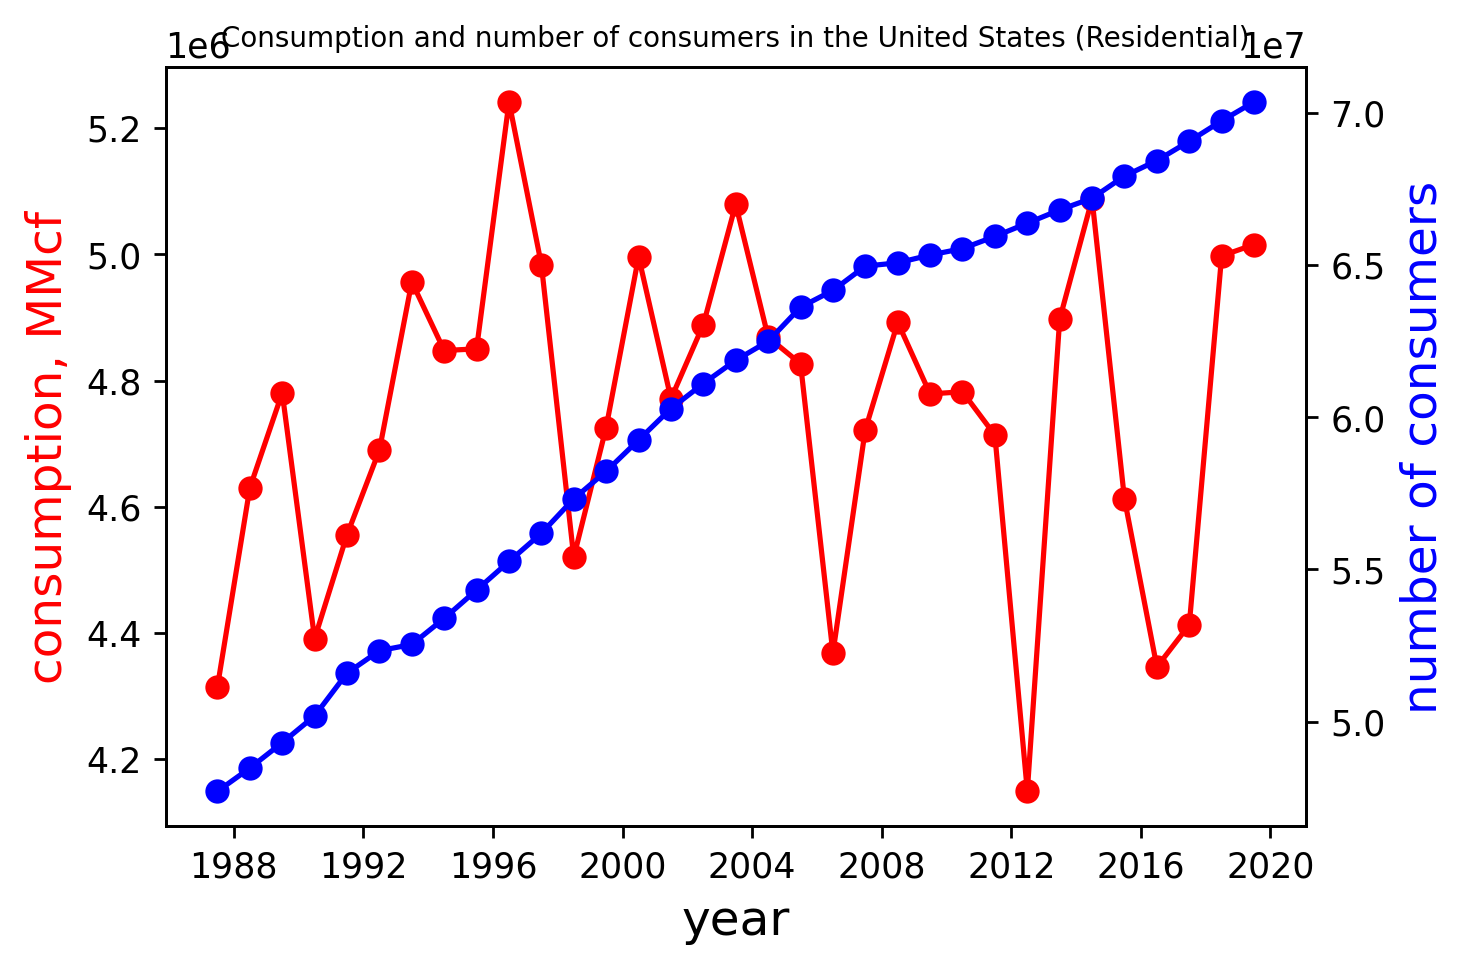 Consumption and number of consumers in the United States (Residential)
1e6
1e7
5.2
5.0
4.8
4.6
4.4
4.2
consumption, MMcf
7.0
6.5
6.0
5.5
5.0
number of consumers
1988 1992 1996 2000 2004 2008 2012 2016 2020
year